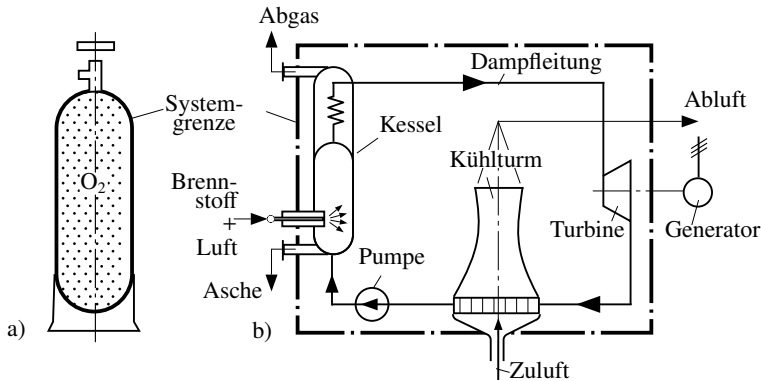 Abgas
System-
grenze
O2
a)
Dampfleitung
Abluft
Kessel
Kühlturm
Brenn-
stoff
+
Luft
Turbine
Generator
Pumpe
Asche
b)
Zuluft